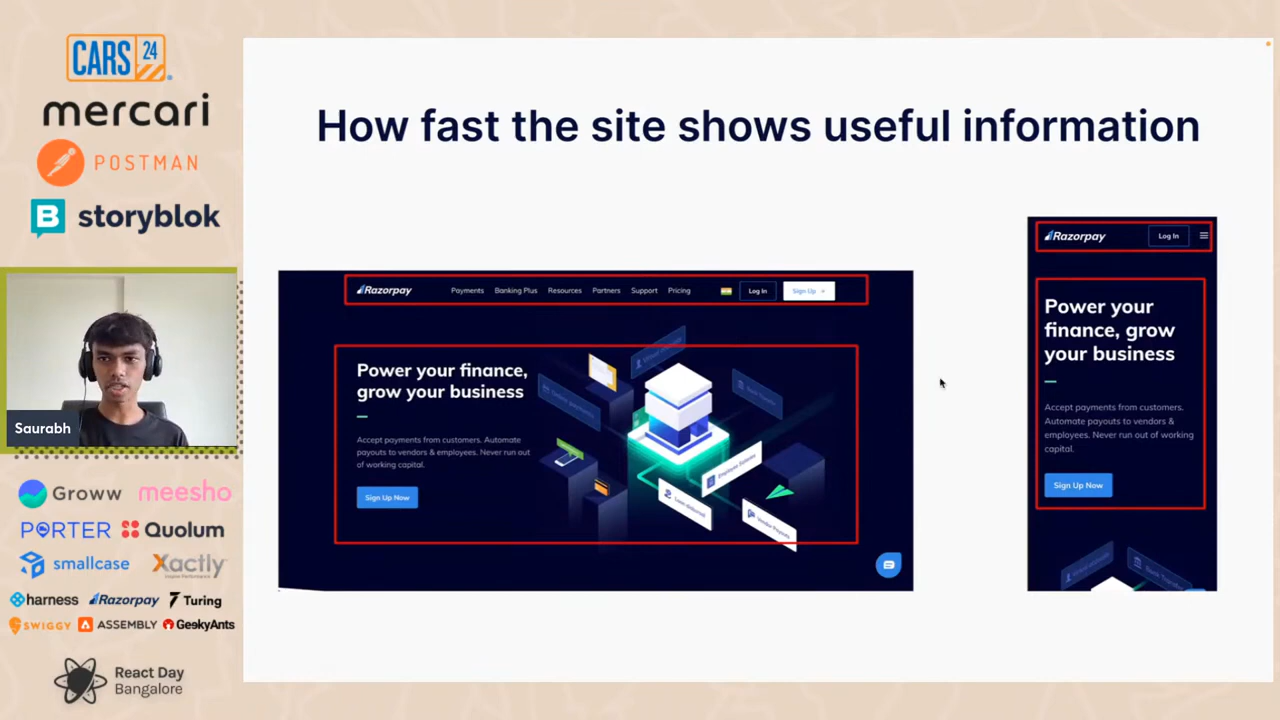 CARS 24
mercari
POSTMAN
storyblok
Saurabh
Groww meesho
PORTER Quolum
smallcase Xactly
harness Razorpay Turing
SWIGGY ASSEMBLY GeekyAnts
React Day
Bangalore
How fast the site shows useful information
Razorpay Payments Banking Plus Resources Partners Support Pricing Log In Sign Up
Power your finance,
grow your business
Accept payments from customers. Automate
payouts to vendors & employees. Never run out
of working capital.
Sign Up Now
Razorpay Log In
Power your
finance, grow
your business
Accept payments from customers.
Automate payouts to vendors &
employees. Never run out of working
capital.
Sign Up Now